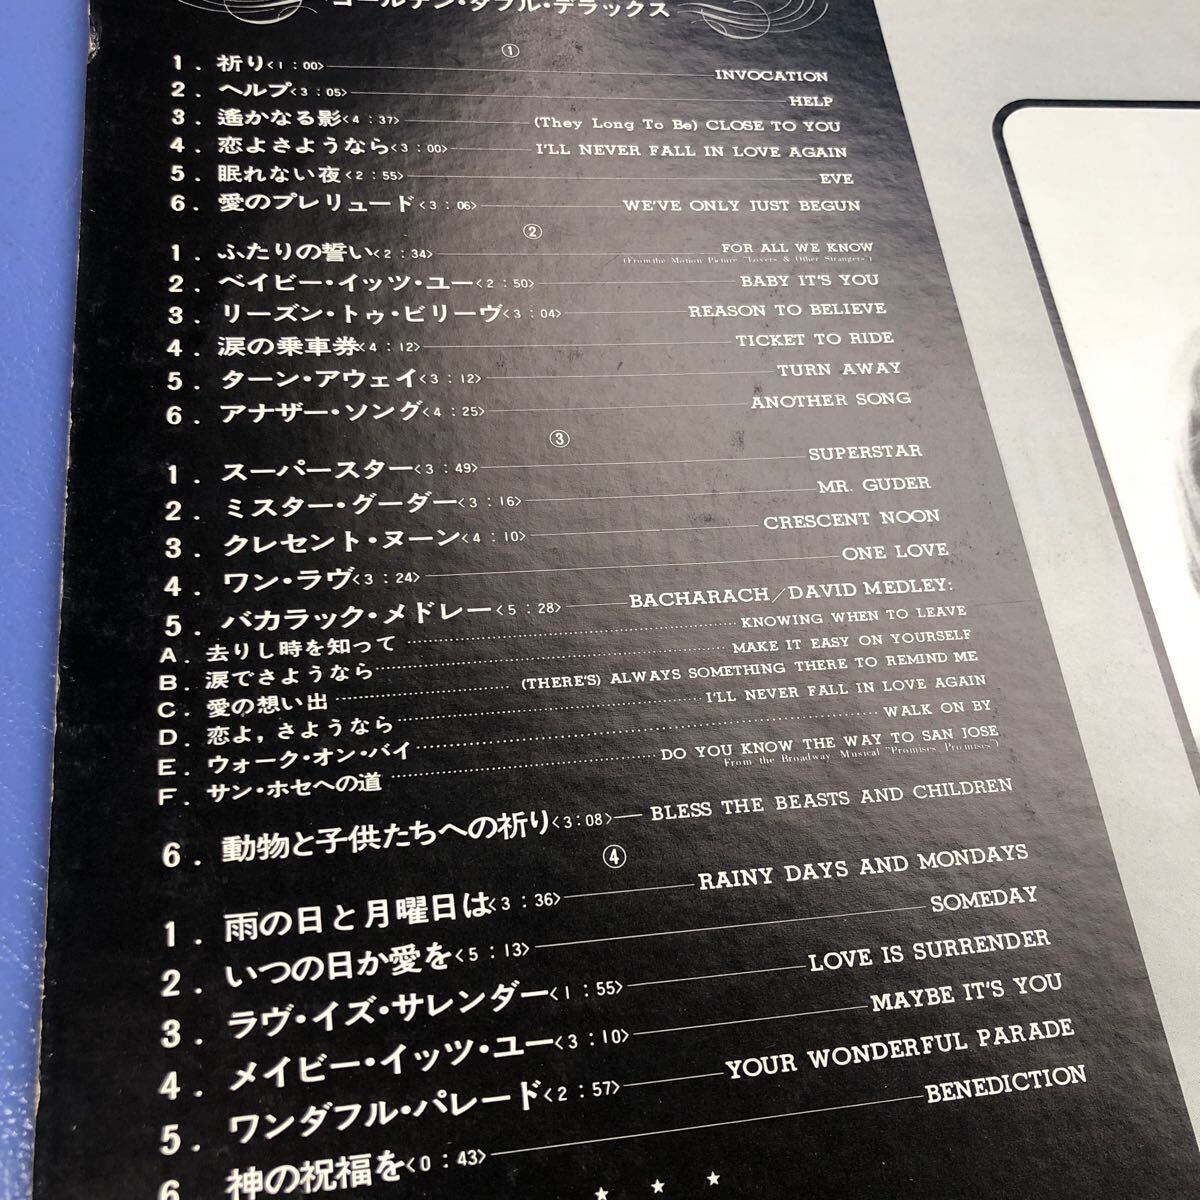 ゴールデン・ダブル・デラックス
①
1. 祈り<1:00> INVOCATION
2. ヘルプ<3:05> HELP
3. 遙かなる影<4:37> (They Long To Be) CLOSE TO YOU
4. 恋よさようなら<3:00> I'LL NEVER FALL IN LOVE AGAIN
5. 眠れない夜<2:55> EVE
6. 愛のプレリュード<3:06> WE'VE ONLY JUST BEGUN
②
1. ふたりの誓い<2:34> FOR ALL WE KNOW
(From the Motion Picture "Lovers & Other Strangers")
2. ベイビー・イッツ・ユー<2:50> BABY IT'S YOU
3. リーズン・トゥ・ビリーヴ<3:04> REASON TO BELIEVE
4. 涙の乗車券<4:12> TICKET TO RIDE
5. ターン・アウェイ<3:12> TURN AWAY
6. アナザー・ソング<4:25> ANOTHER SONG
③
1. スーパースター<3:49> SUPERSTAR
2. ミスター・グーダー<3:16> MR. GUDER
3. クレセント・ヌーン<4:10> CRESCENT NOON
4. ワン・ラヴ<3:24> ONE LOVE
5. バカラック・メドレー<5:28> BACHARACH/DAVID MEDLEY:
A. 去りし時を知って KNOWING WHEN TO LEAVE
B. 涙でさようなら MAKE IT EASY ON YOURSELF
C. 愛の想い出 (THERE'S) ALWAYS SOMETHING THERE TO REMIND ME
D. 恋よ,さようなら I'LL NEVER FALL IN LOVE AGAIN
E. ウォーク・オン・バイ WALK ON BY
F. サン・ホセへの道 DO YOU KNOW THE WAY TO SAN JOSE
From the Broadway Musical "Promises Promises")
6. 動物と子供たちへの祈り<3:08> BLESS THE BEASTS AND CHILDREN
④
1. 雨の日と月曜日は<3:36> RAINY DAYS AND MONDAYS
2. いつの日か愛を<5:13> SOMEDAY
3. ラヴ・イズ・サレンダー<1:55> LOVE IS SURRENDER
4. メイビー・イッツ・ユー<3:10> MAYBE IT'S YOU
5. ワンダフル・パレード<2:57> YOUR WONDERFUL PARADE
6 神の祝福を<0:43> BENEDICTION